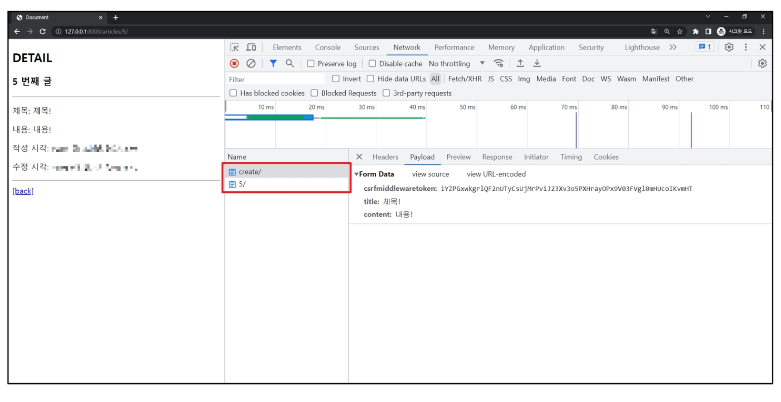 Document
127.0.0.1:8000/articles/5/
시크릿 모드
DETAIL
5 번째 글
제목: 제목!
내용: 내용!
작성 시각:
수정 시각:
[back]
Elements Console Sources Network Performance Memory Application Security Lighthouse 1
Preserve log Disable cache No throttling
Filter Invert Hide data URLs All Fetch/XHR JS CSS Img Media Font Doc WS Wasm Manifest Other
Has blocked cookies Blocked Requests 3rd-party requests
10 ms 20 ms 30 ms 40 ms 50 ms 60 ms 70 ms 80 ms 90 ms 100 ms 110
Name Headers Payload Preview Response Initiator Timing Cookies
create/
5/
Form Data view source view URL-encoded
csrfmiddlewaretoken:
title: 제목!
content: 내용!